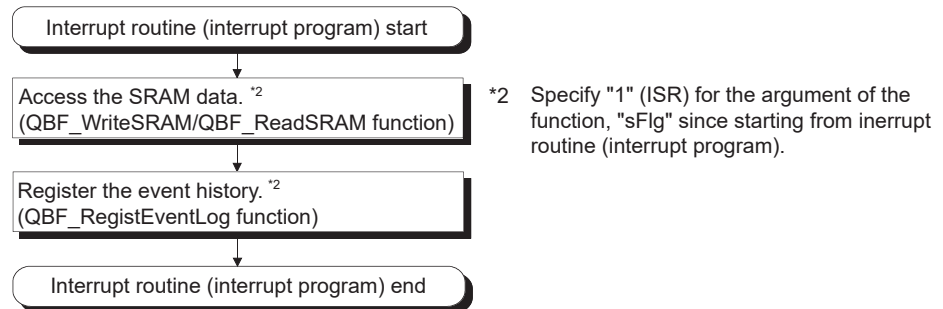 Interrupt routine (interrupt program) start
Access the SRAM data. *2
(QBF_WriteSRAM/QBF_ReadSRAM function)
*2 Specify "1" (ISR) for the argument of the
function, "sFlg" since starting from inerrupt
routine (interrupt program).
Register the event history. *2
(QBF_RegistEventLog function)
Interrupt routine (interrupt program) end